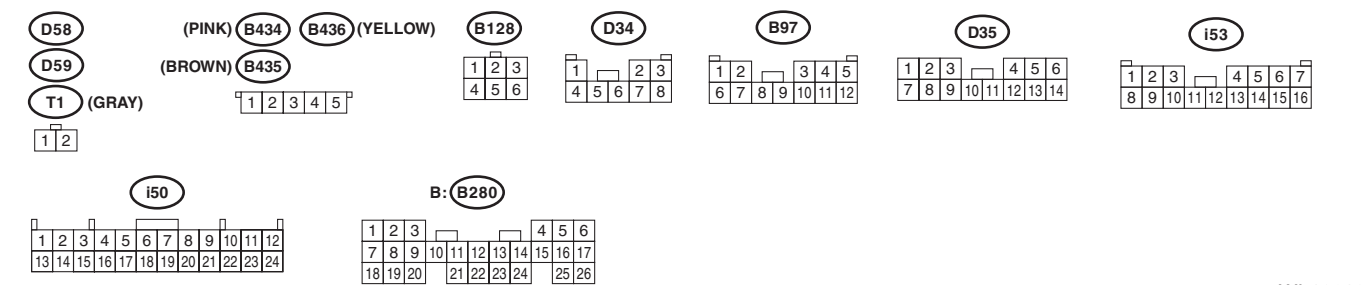 D58 (PINK) B434 B436 (YELLOW) B128 D34 B97 D35 i53
D59 (BROWN) B435
T1 (GRAY)
1 2
1 2 3 4 5
1 2 3
4 5 6
1 2 3
4 5 6 7 8
1 2 3 4 5
6 7 8 9 10 11 12
1 2 3 4 5 6
7 8 9 10 11 12 13 14
1 2 3 4 5 6 7
8 9 10 11 12 13 14 15 16
i50 B: B280
1 2 3 4 5 6 7 8 9 10 11 12
13 14 15 16 17 18 19 20 21 22 23 24
1 2 3 4 5 6
7 8 9 10 11 12 13 14 15 16 17
18 19 20 21 22 23 24 25 26